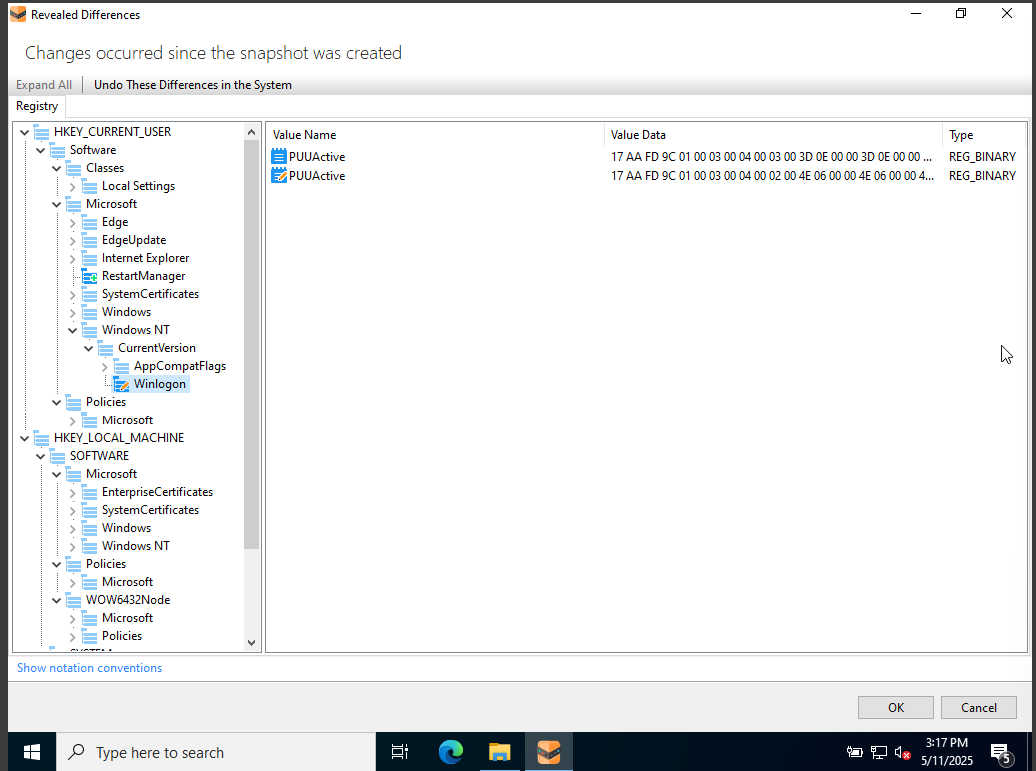 Revealed Differences
Changes occurred since the snapshot was created
Expand All Undo These Differences in the System
Registry
HKEY_CURRENT_USER
Software
Classes
Local Settings
Microsoft
Edge
EdgeUpdate
Internet Explorer
RestartManager
SystemCertificates
Windows
Windows NT
CurrentVersion
AppCompatFlags
Winlogon
Policies
Microsoft
HKEY_LOCAL_MACHINE
SOFTWARE
Microsoft
EnterpriseCertificates
SystemCertificates
Windows
Windows NT
Policies
Microsoft
WOW6432Node
Microsoft
Policies
Value Name Value Data Type
PUUActive 17 AA FD 9C 01 00 03 00 04 00 03 00 3D 0E 00 00 3D 0E 00 00 ... REG_BINARY
PUUActive 17 AA FD 9C 01 00 03 00 04 00 02 00 4E 06 00 00 4E 06 00 00 4... REG_BINARY
Show notation conventions
OK Cancel
Type here to search
3:17 PM
5/11/2025
5